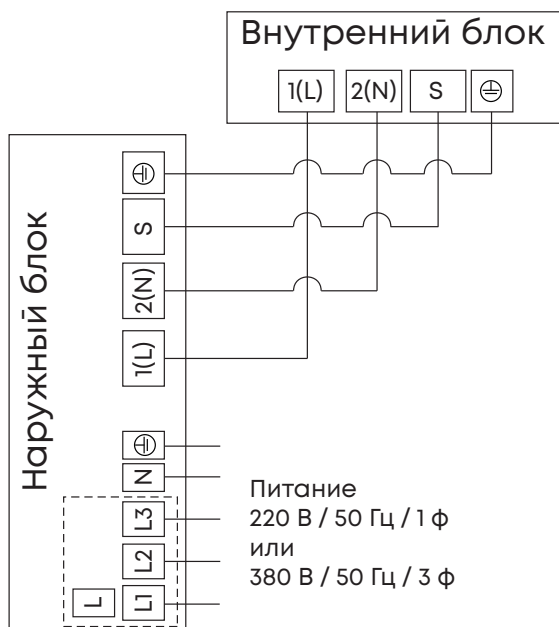 Внутренний блок
1(L) 2(N) S ⏚
Наружный блок
⏚
S
2(N)
1(L)
⏚
N
L3
L2
L L1
Питание
220 В / 50 Гц / 1 ф
или
380 В / 50 Гц / 3 ф